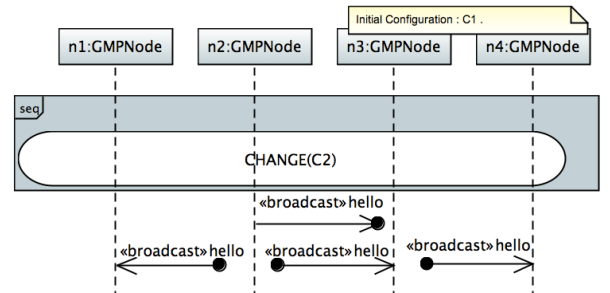 Initial Configuration : C1 .
n1:GMPNode
n2:GMPNode
n3:GMPNode
n4:GMPNode
seq
CHANGE(C2)
«broadcast»hello
«broadcast»hello
«broadcast»hello
«broadcast»hello